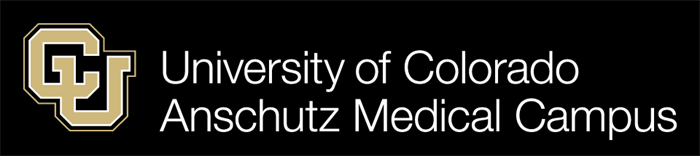 CU
University of Colorado
Anschutz Medical Campus